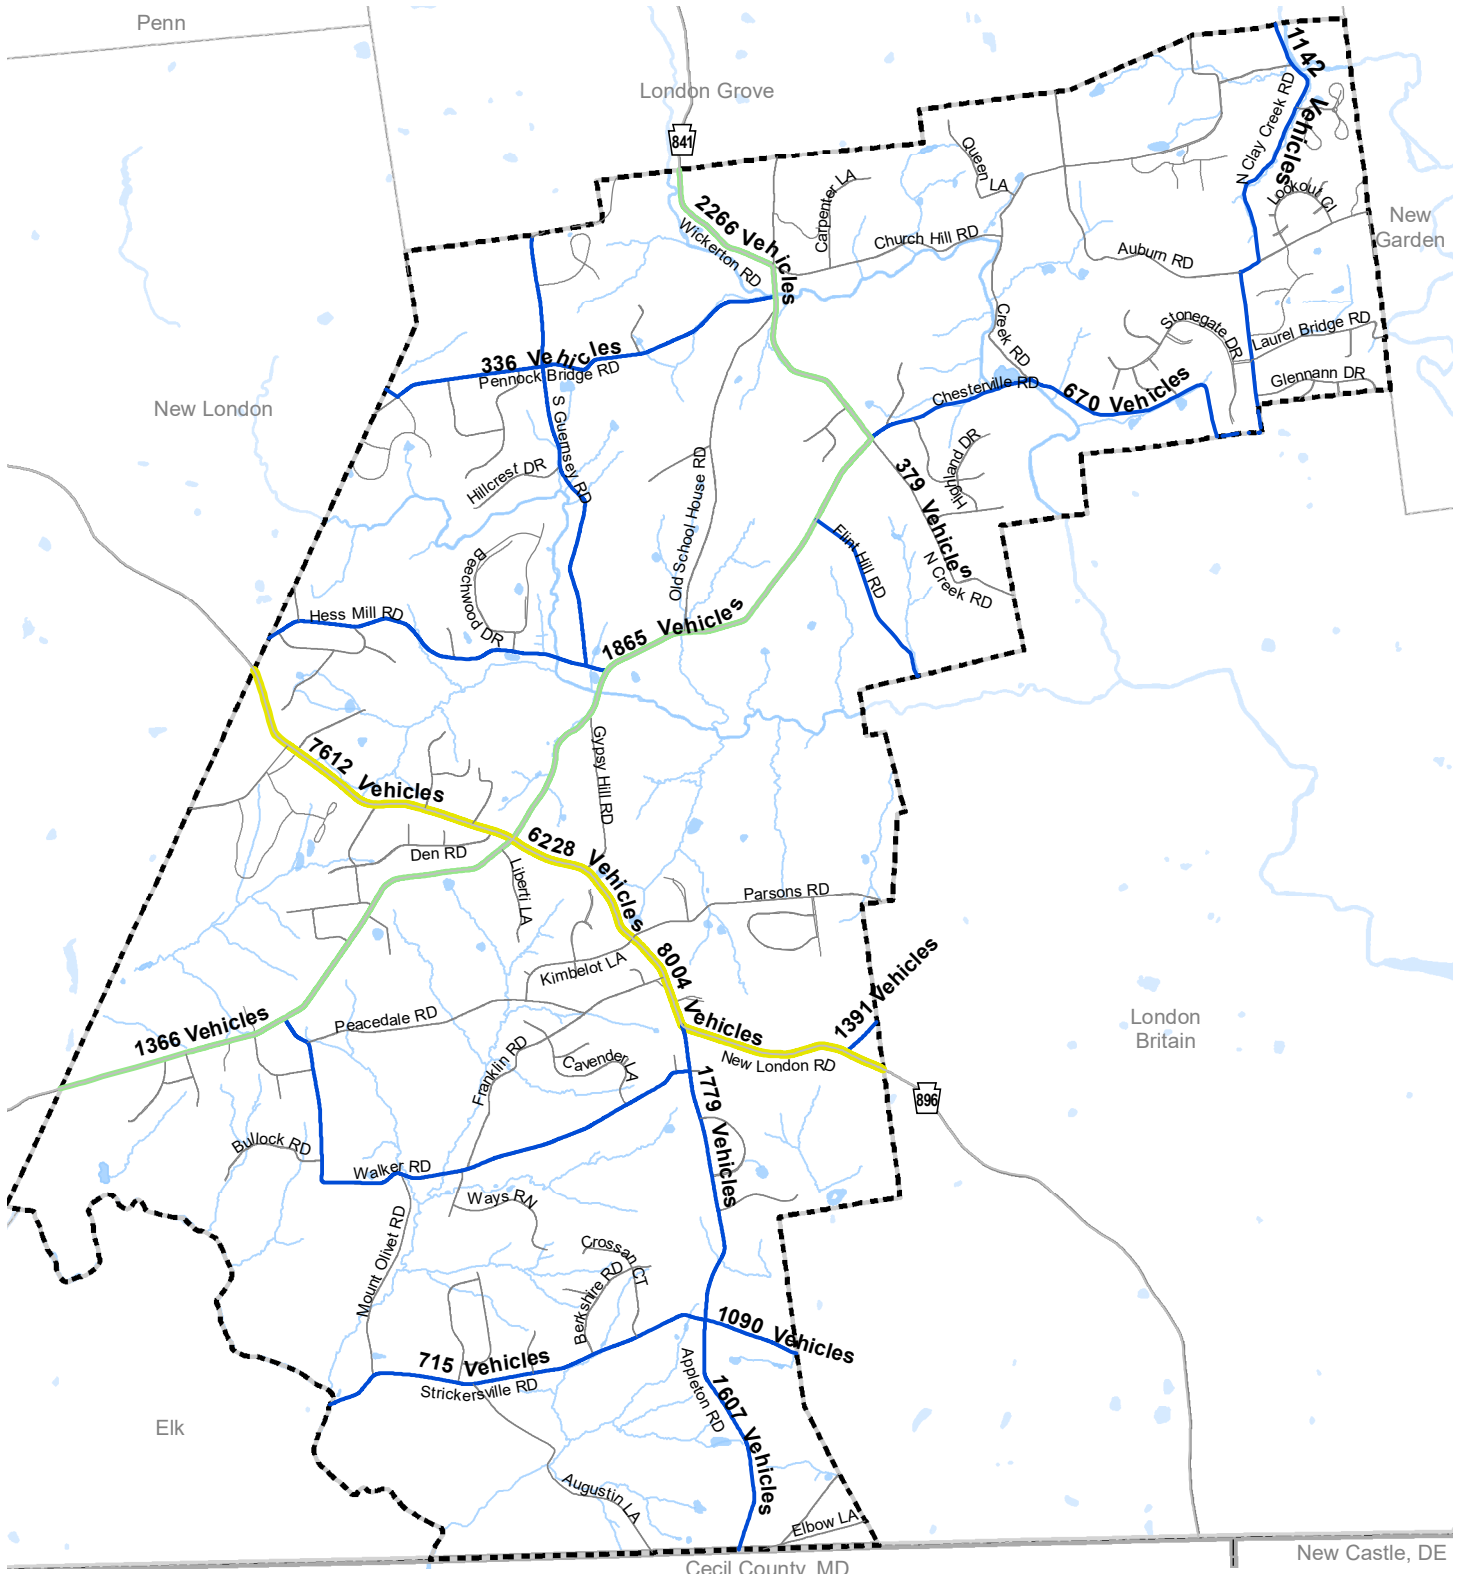 Penn
London Grove
841
1142 Vehicles
N Clay Creek RD
Queen LA
Carpenter LA
Lookout Cl
New
Garden
2266 Vehicles
Wickerton RD
Church Hill RD
Auburn RD
Creek RD
Stonegate DR
Laurel Bridge RD
Glennann DR
336 Vehicles
Pennock Bridge RD
New London
S Guernsey RD
Chesterville RD
670 Vehicles
Hillcrest DR
Old School House RD
379 Vehicles
Highland DR
Flint Hill RD
N Creek RD
Beechwood DR
Hess Mill RD
1865 Vehicles
7612 Vehicles
Gypsy Hill RD
Den RD
6228 Vehicles
Liberti LA
Parsons RD
Kimbelot LA
8004 Vehicles
1391 Vehicles
1366 Vehicles
Peacedale RD
London
Britain
Franklin RD
Cavender LA
New London RD
896
1779 Vehicles
Bullock RD
Walker RD
Ways RN
Mount Olivet RD
Crossan CT
Berkshire RD
1090 Vehicles
715 Vehicles
Strickersville RD
Appleton RD
1607 Vehicles
Elk
Augustin LA
Elbow LA
Cecil County, MD
New Castle, DE